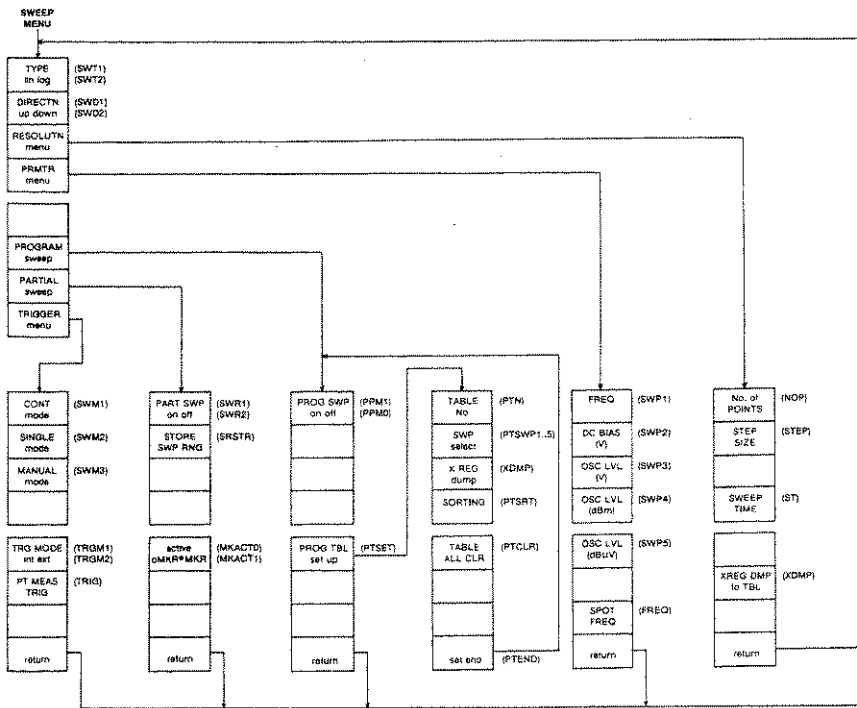 SWEEP
MENU
TYPE
lin log
(SWT1)
(SWT2)
DIRECTN
up down
(SWD1)
(SWD2)
RESOLUTN
menu
PRMTR
menu
PROGRAM
sweep
PARTIAL
sweep
TRIGGER
menu
CONT
mode
(SWM1)
SINGLE
mode
(SWM2)
MANUAL
mode
(SWM3)
TRG MODE
int ext
(TRGM1)
(TRGM2)
PT MEAS
TRIG
(TRIG)
return
PART SWP
on off
(SWR1)
(SWR2)
STORE
SWP RNG
(SRSTR)
active
oMKR*MKR
(MKACT0)
(MKACT1)
return
PROG SWP
on off
(PPM1)
(PPM0)
PROG TBL
set up
(PTSET)
return
TABLE
No
(PTN)
SWP
select
(PTSWP1..5)
X REG
dump
(XDMP)
SORTING
(PTSRT)
TABLE
ALL CLR
(PTCLR)
set end
(PTEND)
FREQ
(SWP1)
DC BIAS
(V)
(SWP2)
OSC LVL
(V)
(SWP3)
OSC LVL
(dBm)
(SWP4)
OSC LVL
(dBuV)
(SWP5)
SPOT
FREQ
(FREQ)
return
No. of
POINTS
(NOP)
STEP
SIZE
(STEP)
SWEEP
TIME
(ST)
XREG DMP
to TBL
(XDMP)
return